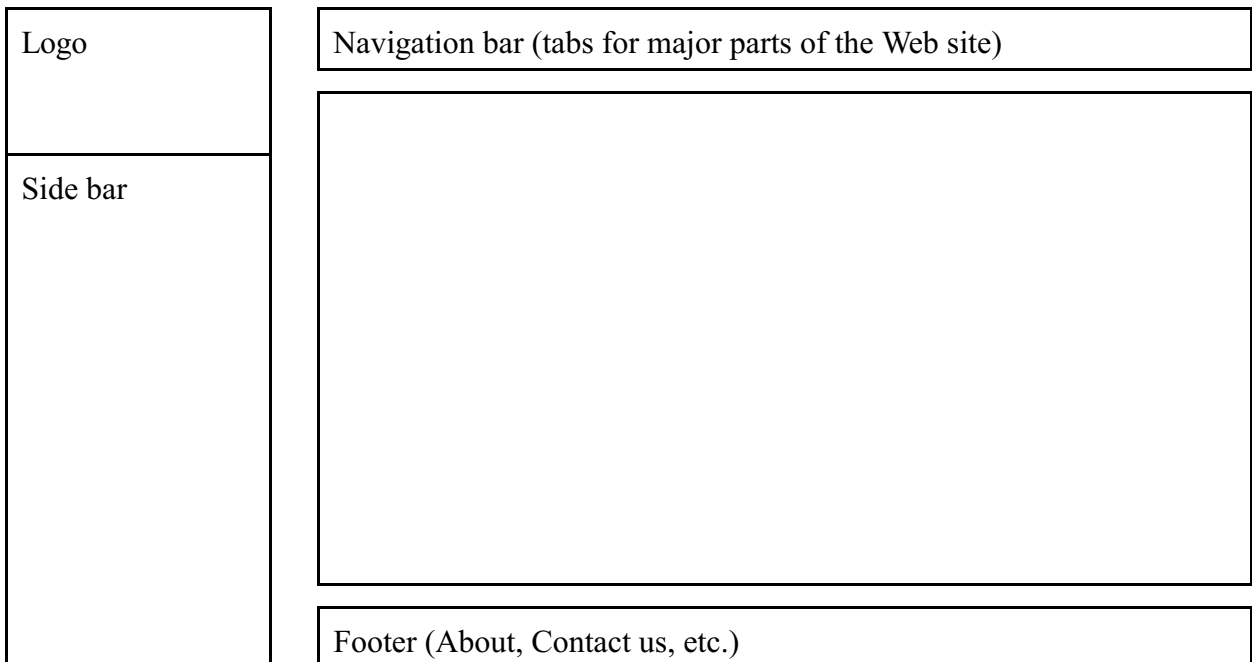 Logo
Navigation bar (tabs for major parts of the Web site)
Side bar
Footer (About, Contact us, etc.)